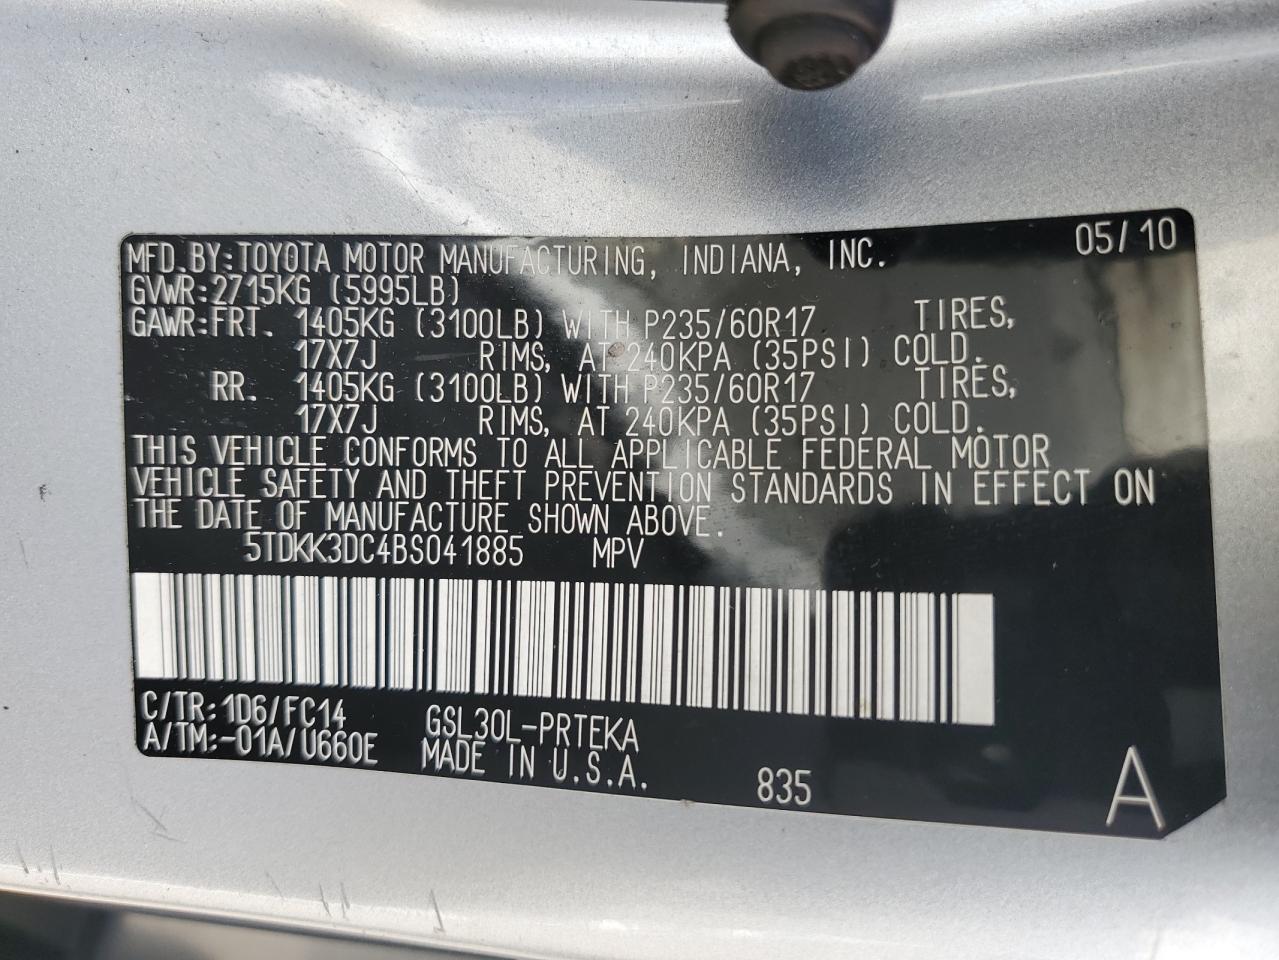 MFD.BY:TOYOTA MOTOR MANUFACTURING, INDIANA, INC. 05/10
GVWR:2715KG (5995LB)
GAWR:FRT. 1405KG (3100LB) WITH P235/60R17 TIRES,
17X7J RIMS, AT 240KPA (35PSI) COLD.
RR. 1405KG (3100LB) WITH P235/60R17 TIRES,
17X7J RIMS, AT 240KPA (35PSI) COLD.
THIS VEHICLE CONFORMS TO ALL APPLICABLE FEDERAL MOTOR
VEHICLE SAFETY AND THEFT PREVENTION STANDARDS IN EFFECT ON
THE DATE OF MANUFACTURE SHOWN ABOVE.
5TDKK3DC4BS041885 MPV
C/TR:1D6/FC14 GSL30L-PRTEKA
A/TM:-01A/U660E MADE IN U.S.A. 835 A